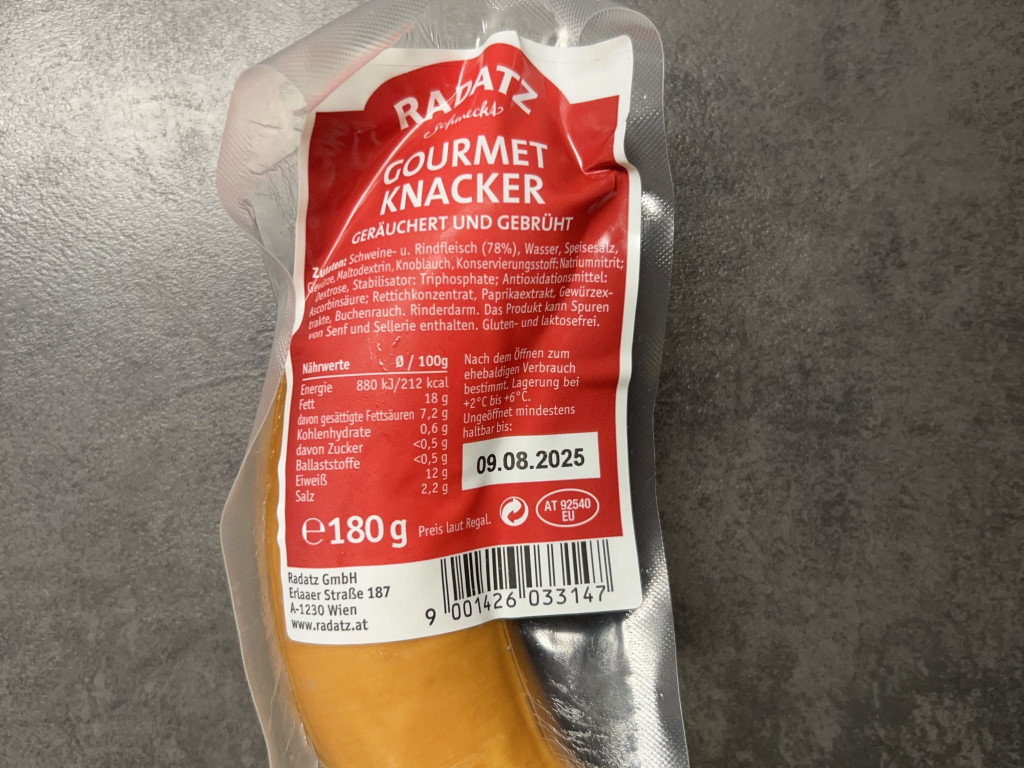 RADATZ
schmeckt
GOURMET
KNACKER
GERÄUCHERT UND GEBRÜHT
Zutaten: Schweine- u. Rindfleisch (78%), Wasser, Speisesalz,
Gewürze, Maltodextrin, Knoblauch, Konservierungsstoff: Natriumnitrit;
Dextrose, Stabilisator: Triphosphate; Antioxidationsmittel:
Ascorbinsäure; Rettichkonzentrat, Paprikaextrakt, Gewürzex-
trakte, Buchenrauch. Rinderdarm. Das Produkt kann Spuren
von Senf und Sellerie enthalten. Gluten- und laktosefrei.
Nährwerte Ø / 100g
Energie 880 kJ/212 kcal
Fett 18 g
davon gesättigte Fettsäuren 7,2 g
Kohlenhydrate 0,6 g
davon Zucker <0,5 g
Ballaststoffe <0,5 g
Eiweiß 12 g
Salz 2,2 g
Nach dem Öffnen zum
ehebaldigen Verbrauch
bestimmt. Lagerung bei
+2°C bis +6°C.
Ungeöffnet mindestens
haltbar bis:
09.08.2025
℮180 g Preis laut Regal.
AT 92540
EU
Radatz GmbH
Erlaaer Straße 187
A-1230 Wien
www.radatz.at
9 001426 033147